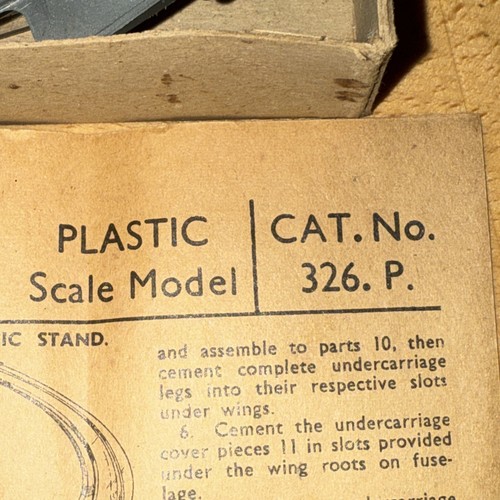 PLASTIC
Scale Model
CAT. No.
326. P.
IC STAND.
and assemble to parts 10, then
cement complete undercarriage
legs into their respective slots
under wings.
6. Cement the undercarriage
cover pieces 11 in slots provided
under the wing roots on fuse-
lage.